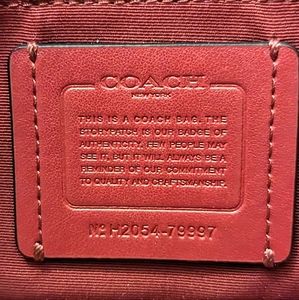 COACH
NEW YORK
THIS IS A COACH BAG. THE
STORYPATCH IS OUR BADGE OF
AUTHENTICITY. FEW PEOPLE MAY
SEE IT, BUT IT WILL ALWAYS BE A
REMINDER OF OUR COMMITMENT
TO QUALITY AND CRAFTSMANSHIP.
Nº H2054-79997